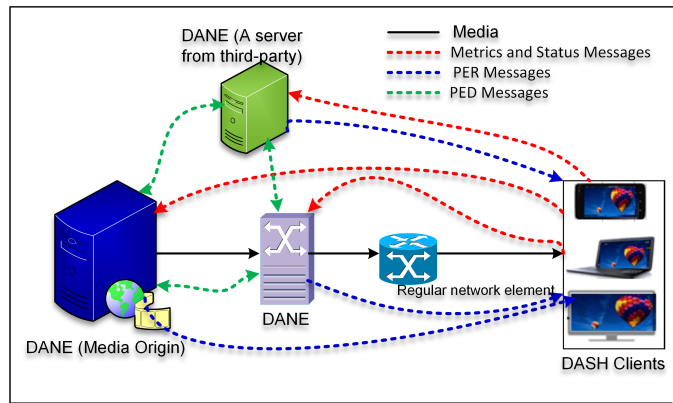 DANE (A server
from third-party)
Media
Metrics and Status Messages
PER Messages
PED Messages
Regular network element
DANE
DANE (Media Origin)
DASH Clients